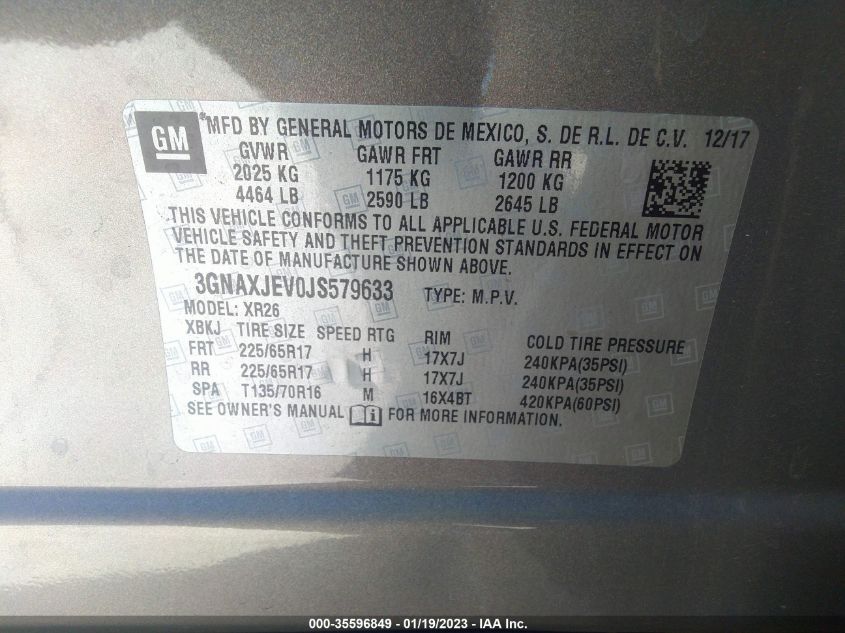 GM *MFD BY GENERAL MOTORS DE MEXICO, S. DE R.L. DE C.V. 12/17
GVWR GAWR FRT GAWR RR
2025 KG 1175 KG 1200 KG
4464 LB 2590 LB 2645 LB
THIS VEHICLE CONFORMS TO ALL APPLICABLE U.S. FEDERAL MOTOR
VEHICLE SAFETY AND THEFT PREVENTION STANDARDS IN EFFECT ON
THE DATE OF MANUFACTURE SHOWN ABOVE.
3GNAXJEV0JS579633 TYPE: M.P.V.
MODEL: XR26
XBKJ TIRE SIZE SPEED RTG RIM COLD TIRE PRESSURE
FRT 225/65R17 H 17X7J 240KPA(35PSI)
RR 225/65R17 H 17X7J 240KPA(35PSI)
SPA T135/70R16 M 16X4BT 420KPA(60PSI)
SEE OWNER'S MANUAL FOR MORE INFORMATION.
000-35596849 - 01/19/2023 - IAA Inc.